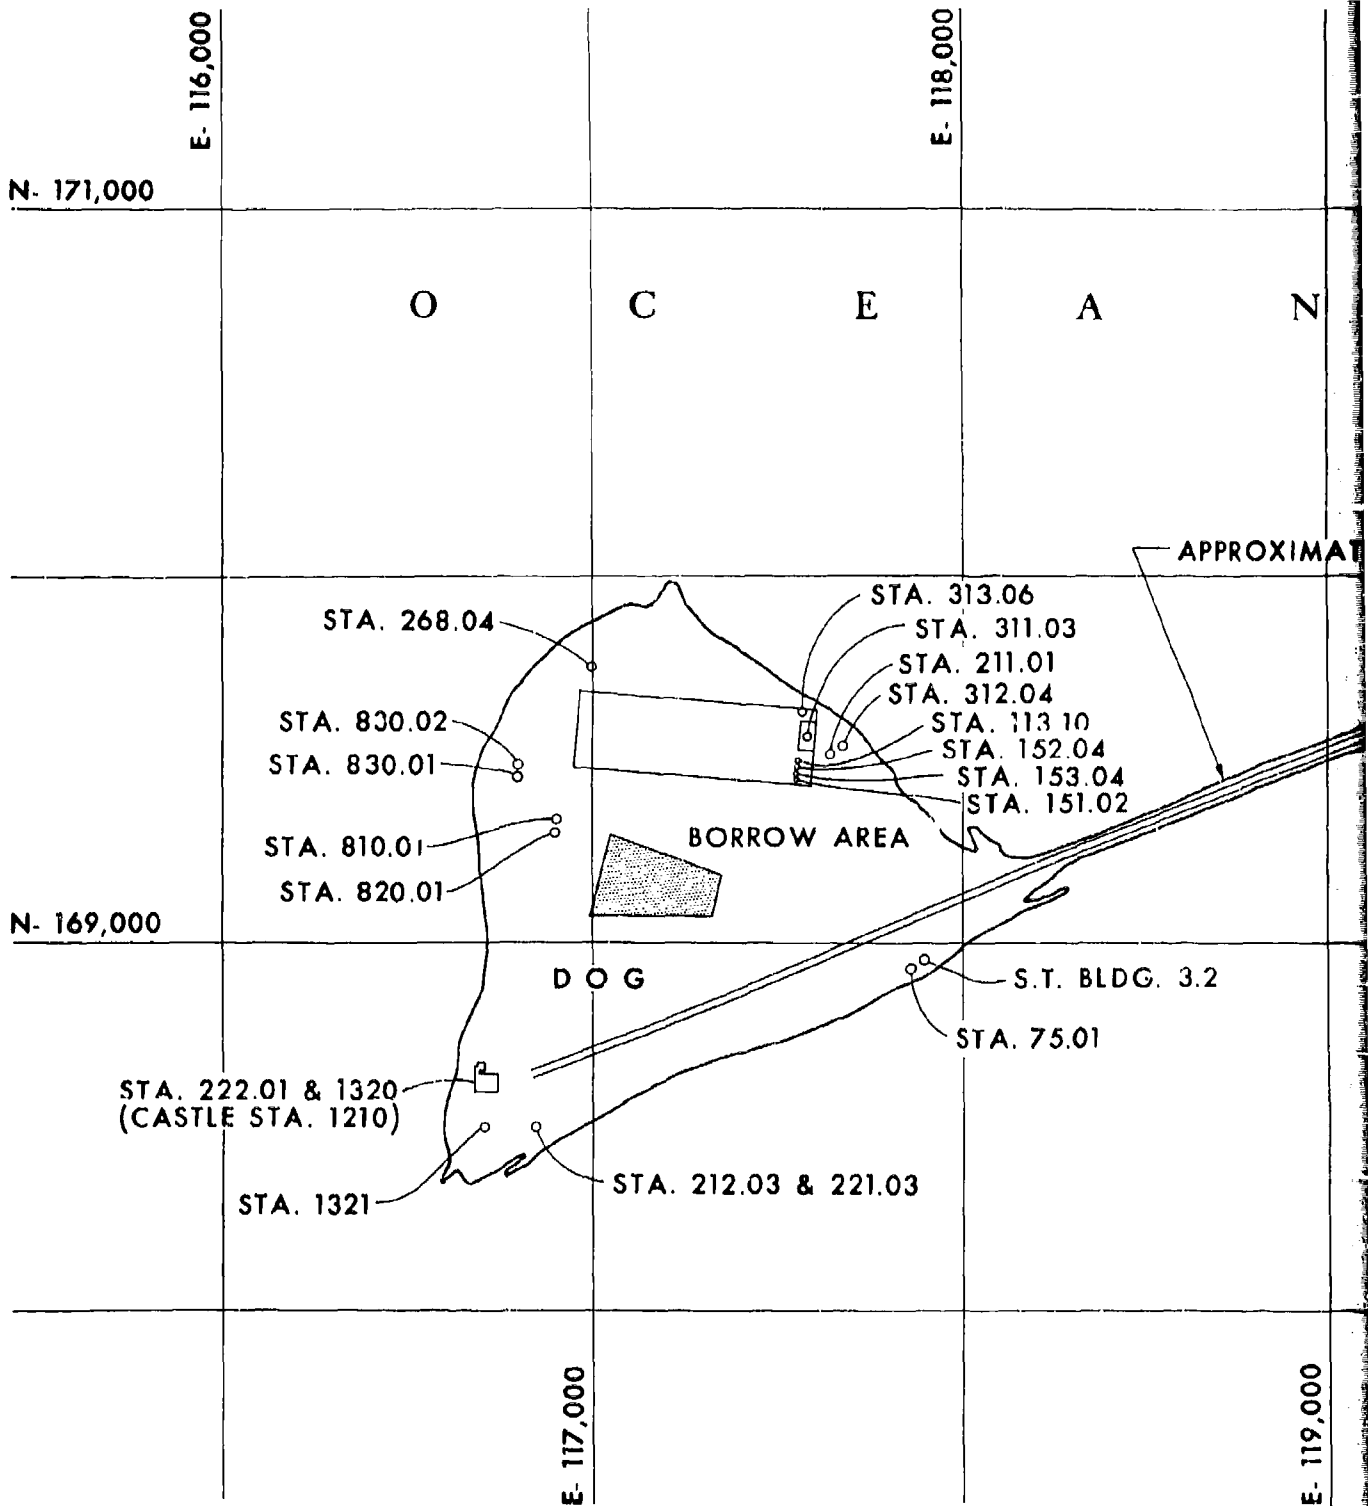 E- 116,000
E- 118,000
N- 171,000
O C E A N
APPROXIMAT
STA. 313.06
STA. 268.04
STA. 311.03
STA. 211.01
STA. 312.04
STA. 830.02
STA. 113.10
STA. 152.04
STA. 830.01
STA. 153.04
STA. 151.02
BORROW AREA
STA. 810.01
STA. 820.01
N- 169,000
DOG
S.T. BLDG. 3.2
STA. 75.01
STA. 222.01 & 1320
(CASTLE STA. 1210)
STA. 212.03 & 221.03
STA. 1321
E- 117,000
E- 119,000